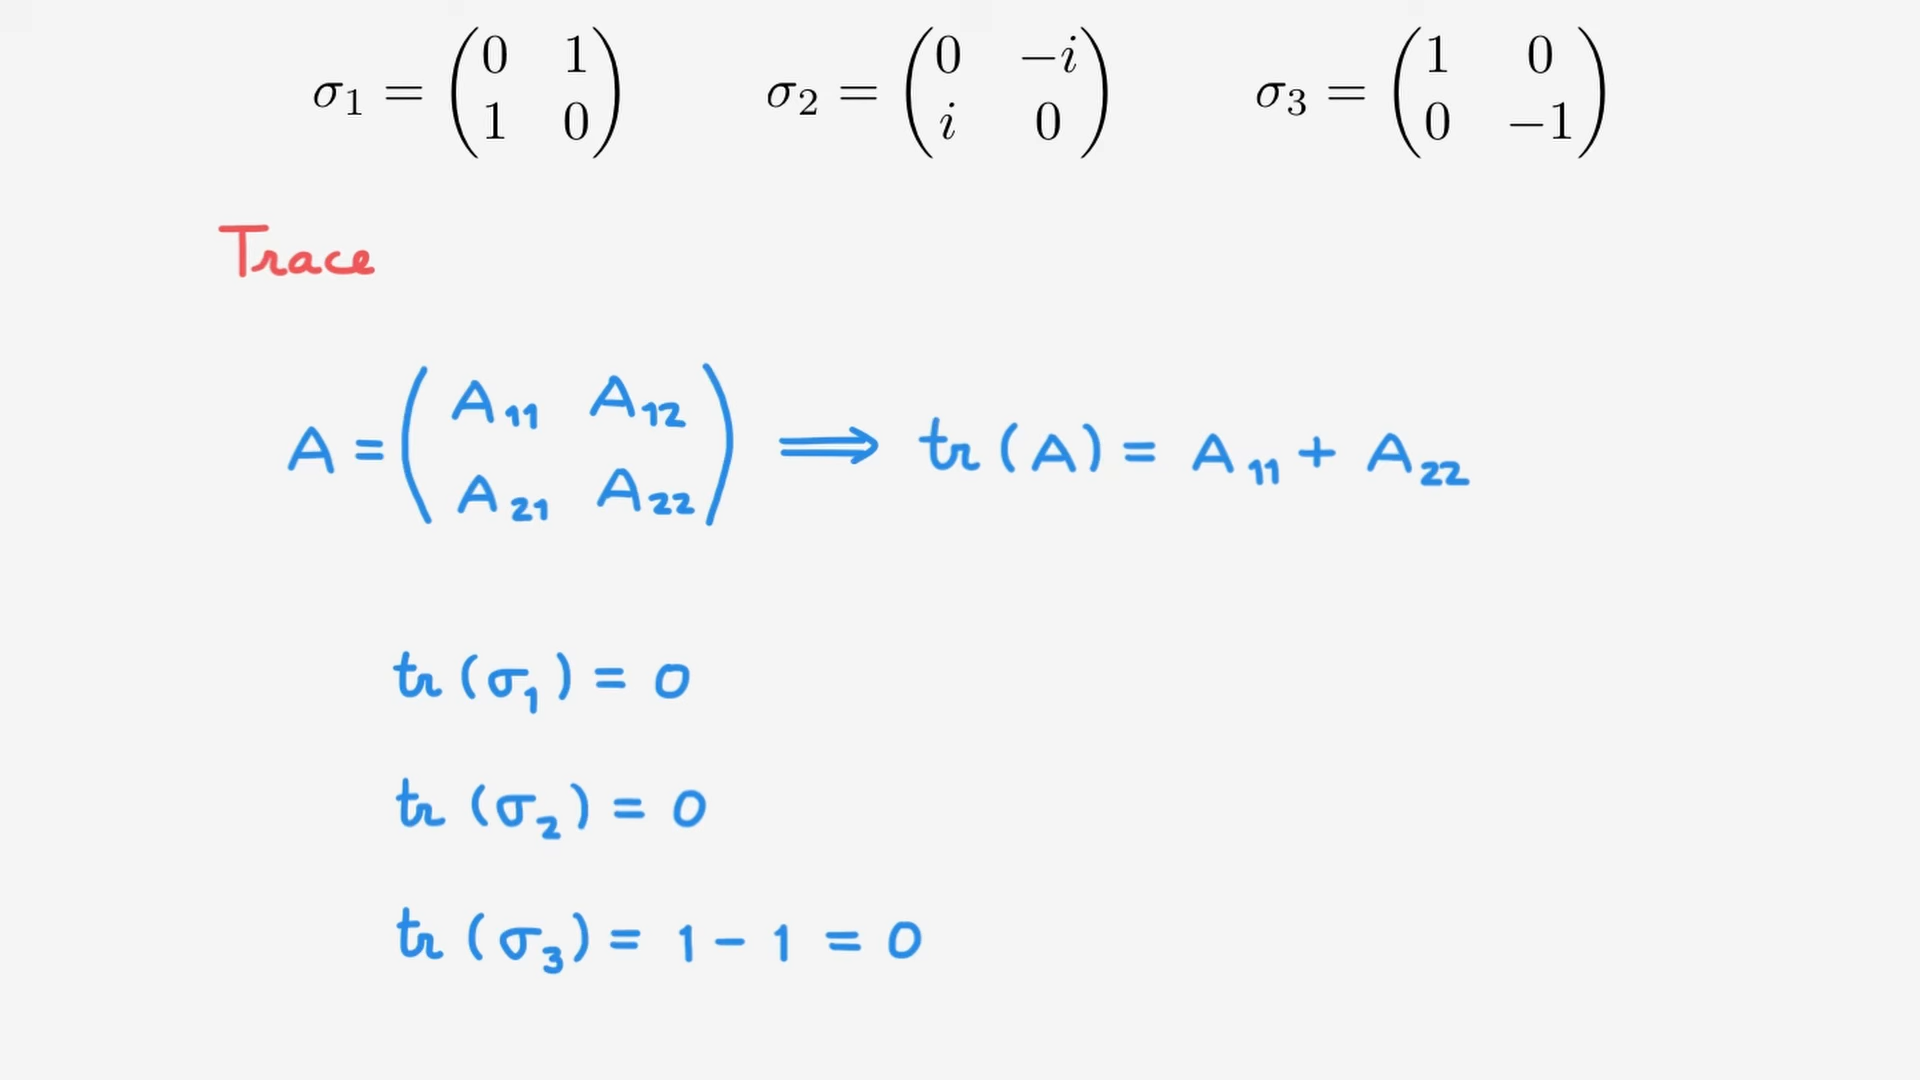 σ₁ = ( 0 1 ; 1 0 )  σ₂ = ( 0 −i ; i 0 )  σ₃ = ( 1 0 ; 0 −1 )
Trace
A = ( A₁₁ A₁₂ ; A₂₁ A₂₂ ) ⟹ tr(A) = A₁₁ + A₂₂
tr(σ₁) = 0
tr(σ₂) = 0
tr(σ₃) = 1 − 1 = 0